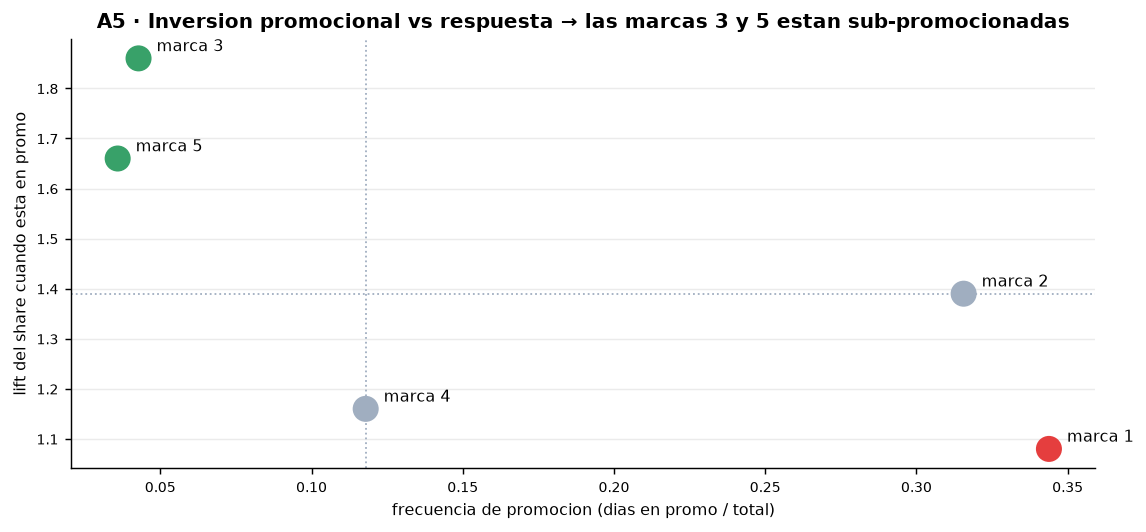 A5 · Inversion promocional vs respuesta → las marcas 3 y 5 estan sub-promocionadas
marca 3
marca 5
marca 2
marca 4
marca 1
lift del share cuando esta en promo
1.8
1.7
1.6
1.5
1.4
1.3
1.2
1.1
0.05 0.10 0.15 0.20 0.25 0.30 0.35
frecuencia de promocion (dias en promo / total)